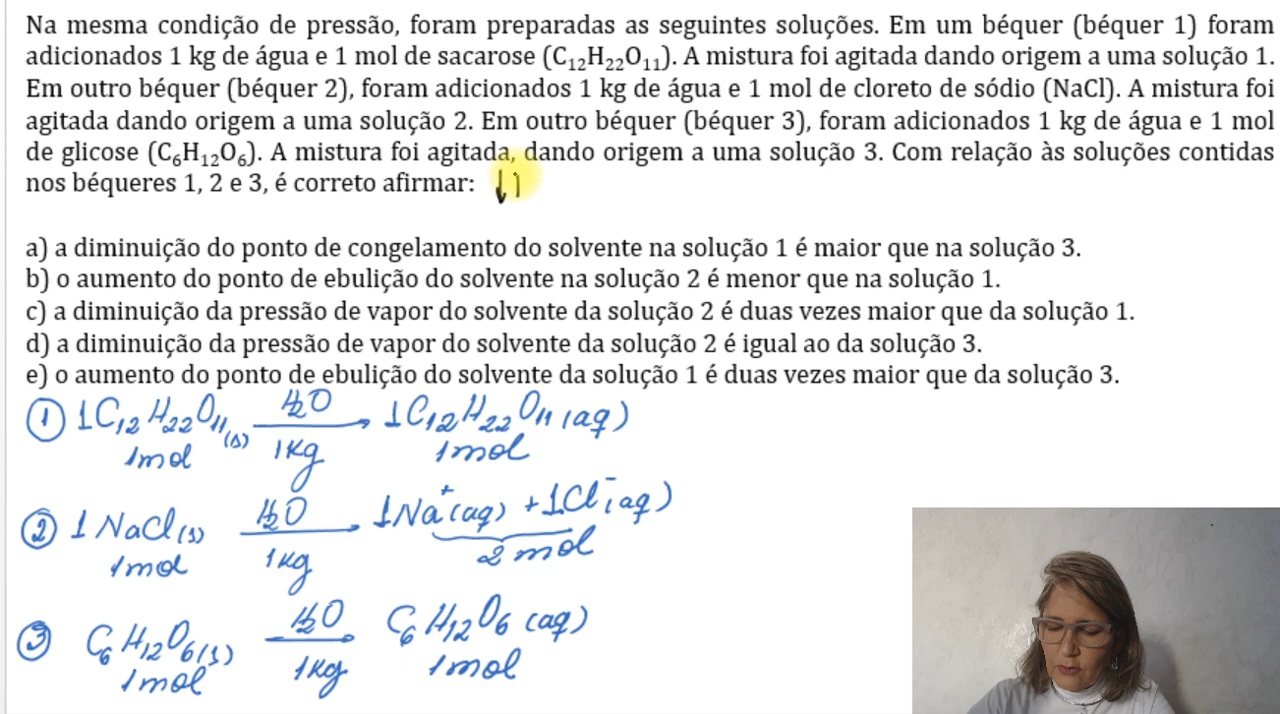 Na mesma condição de pressão, foram preparadas as seguintes soluções. Em um béquer (béquer 1) foram
adicionados 1 kg de água e 1 mol de sacarose (C₁₂H₂₂O₁₁). A mistura foi agitada dando origem a uma solução 1.
Em outro béquer (béquer 2), foram adicionados 1 kg de água e 1 mol de cloreto de sódio (NaCl). A mistura foi
agitada dando origem a uma solução 2. Em outro béquer (béquer 3), foram adicionados 1 kg de água e 1 mol
de glicose (C₆H₁₂O₆). A mistura foi agitada, dando origem a uma solução 3. Com relação às soluções contidas
nos béqueres 1, 2 e 3, é correto afirmar: ↓
a) a diminuição do ponto de congelamento do solvente na solução 1 é maior que na solução 3.
b) o aumento do ponto de ebulição do solvente na solução 2 é menor que na solução 1.
c) a diminuição da pressão de vapor do solvente da solução 2 é duas vezes maior que da solução 1.
d) a diminuição da pressão de vapor do solvente da solução 2 é igual ao da solução 3.
e) o aumento do ponto de ebulição do solvente da solução 1 é duas vezes maior que da solução 3.
① 1C₁₂H₂₂O₁₁(s) H₂O → 1C₁₂H₂₂O₁₁(aq)
1mol 1kg 1mol
② 1 NaCl(s) H₂O → 1Na⁺(aq) + 1Cl⁻(aq)
1mol 1kg 2 mol
③ C₆H₁₂O₆(s) H₂O → C₆H₁₂O₆ (aq)
1mol 1kg 1mol